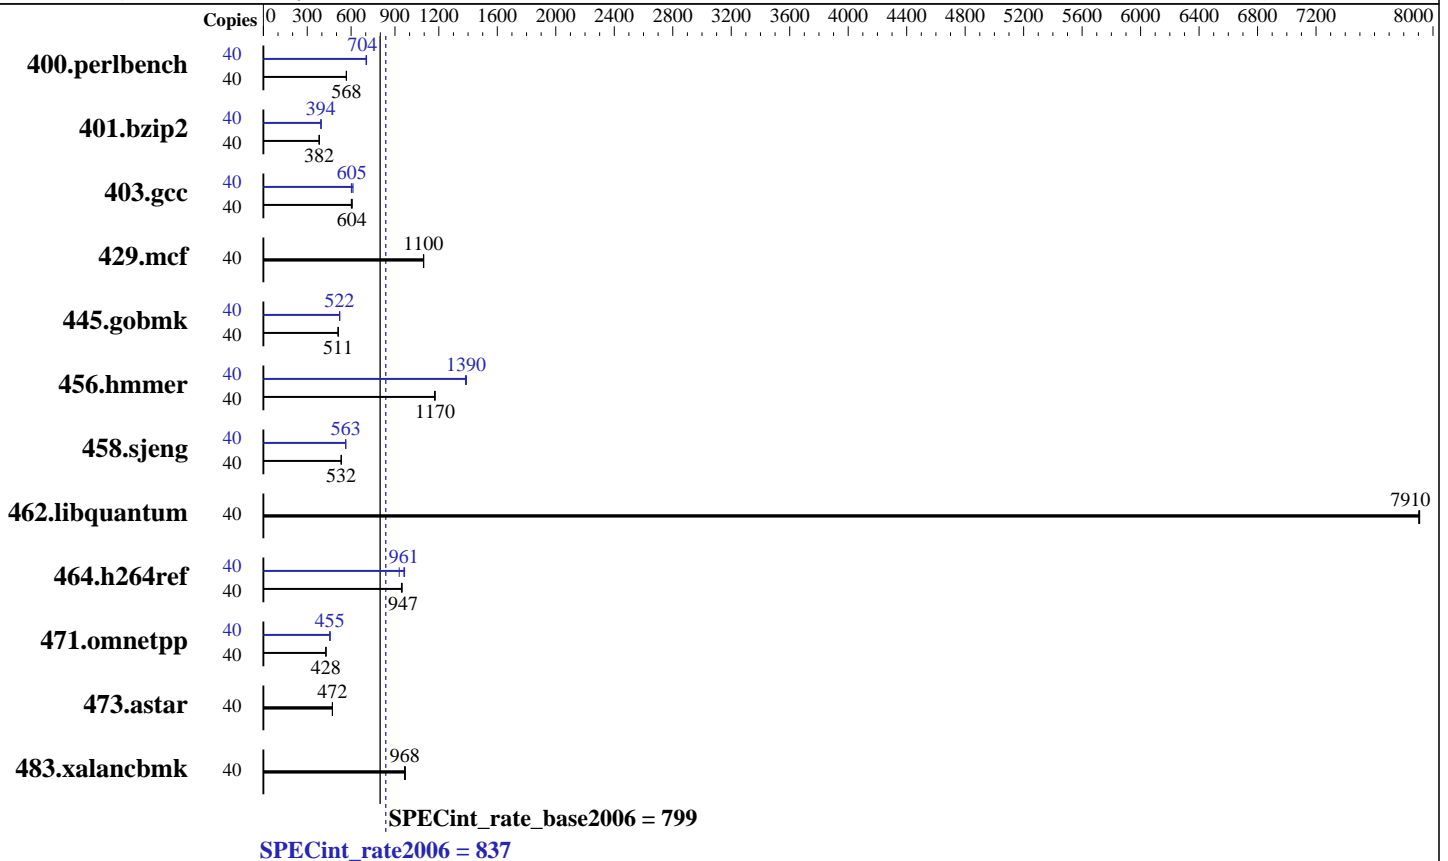 Copies 0 300 600 900 1200 1600 2000 2400 2800 3200 3600 4000 4400 4800 5200 5600 6000 6400 6800 7200 8000
704
400.perlbench 40
40
568
394
401.bzip2 40
40
382
605
403.gcc 40
40
604
1100
429.mcf 40
522
445.gobmk 40
40
511
1390
456.hmmer 40
40
1170
563
458.sjeng 40
40
532
7910
462.libquantum 40
961
464.h264ref 40
40
947
455
471.omnetpp 40
40
428
472
473.astar 40
968
483.xalancbmk 40
SPECint_rate_base2006 = 799
SPECint_rate2006 = 837